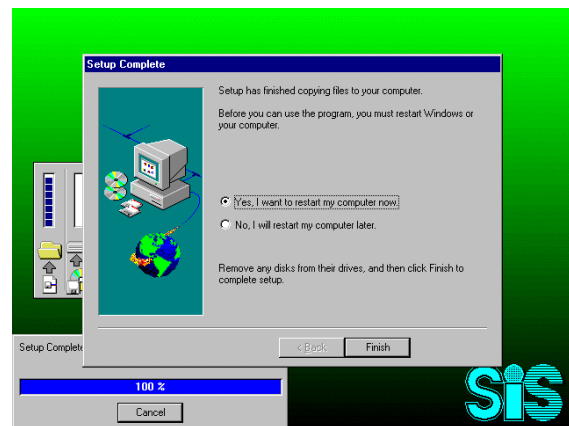 Setup Complete
Setup has finished copying files to your computer.
Before you can use the program, you must restart Windows or
your computer.
Yes, I want to restart my computer now.
No, I will restart my computer later.
Remove any disks from their drives, and then click Finish to
complete setup.
< Back
Finish
Setup Complete
100 %
Cancel
SiS